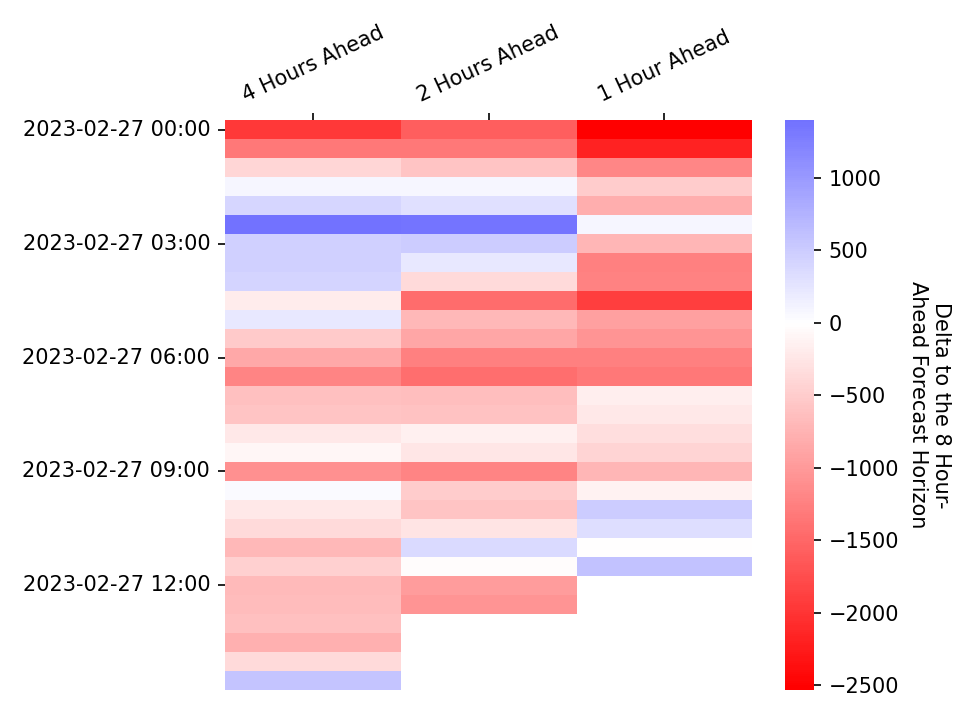 4 Hours Ahead
2 Hours Ahead
1 Hour Ahead
2023-02-27 00:00
2023-02-27 03:00
2023-02-27 06:00
2023-02-27 09:00
2023-02-27 12:00
1000
500
0
−500
−1000
−1500
−2000
−2500
Delta to the 8 Hour-
Ahead Forecast Horizon